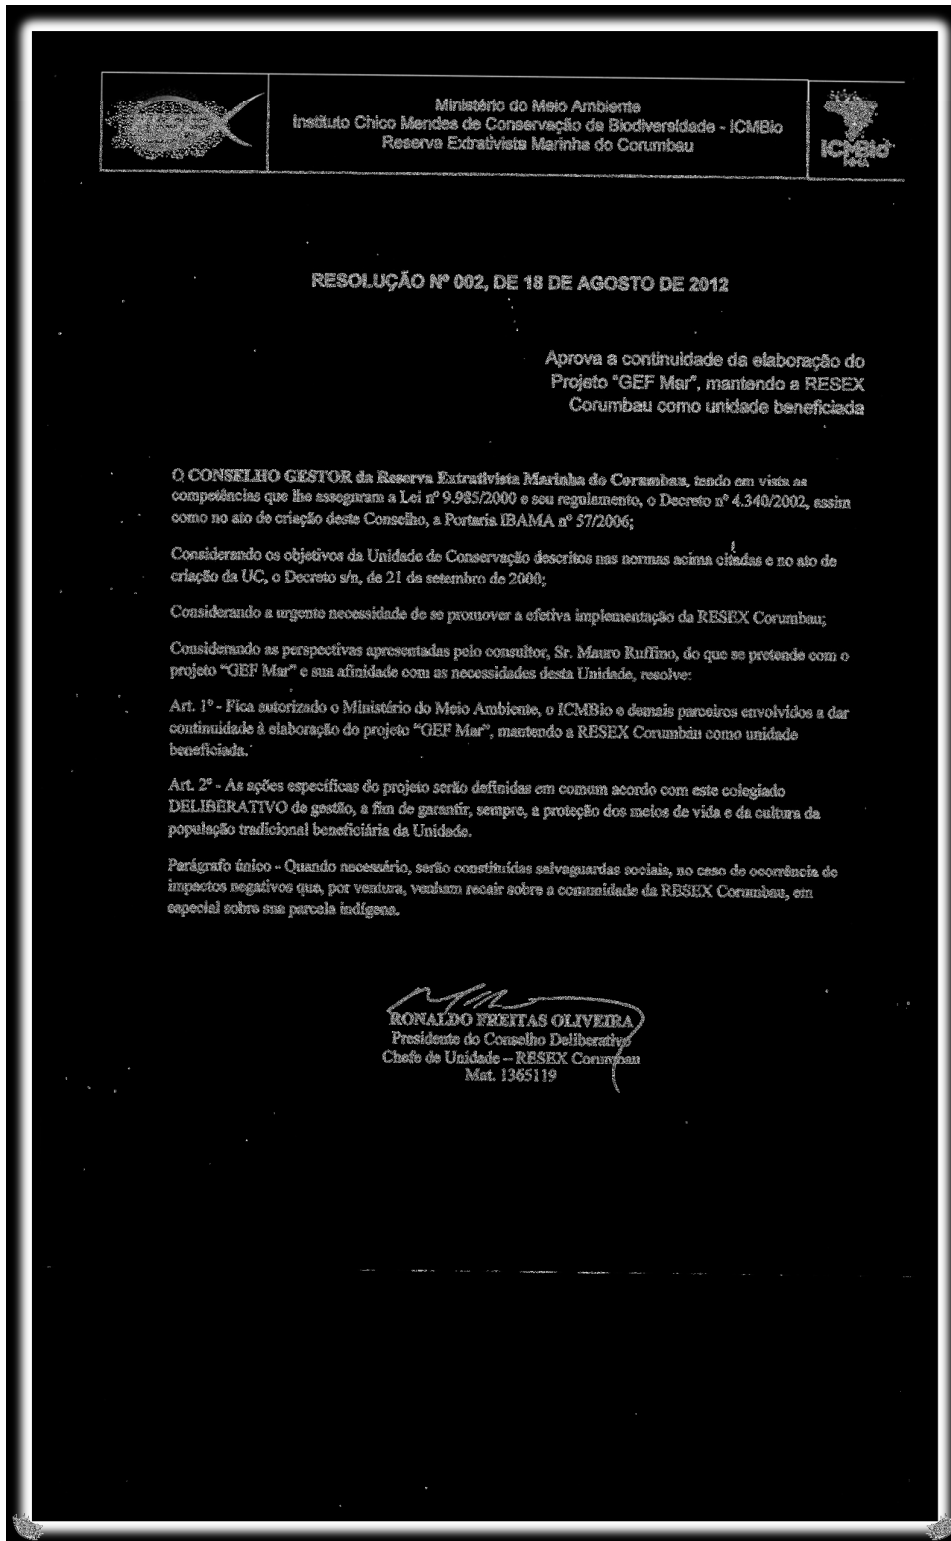 Ministério do Meio Ambiente
Instituto Chico Mendes de Conservação da Biodiversidade - ICMBio
Reserva Extrativista Marinha do Corumbau
ICMBio
MMA
RESOLUÇÃO Nº 002, DE 18 DE AGOSTO DE 2012
Aprova a continuidade da elaboração do
Projeto "GEF Mar", mantendo a RESEX
Corumbau como unidade beneficiada
O CONSELHO GESTOR da Reserva Extrativista Marinha do Corumbau, tendo em vista as
competências que lhe asseguram a Lei nº 9.985/2000 e seu regulamento, o Decreto nº 4.340/2002, assim
como no ato de criação deste Conselho, a Portaria IBAMA nº 57/2006;
Considerando os objetivos da Unidade de Conservação descritos nas normas acima citadas e no ato de
criação da UC, o Decreto s/n, de 21 de setembro de 2000;
Considerando a urgente necessidade de se promover a efetiva implementação da RESEX Corumbau;
Considerando as perspectivas apresentadas pelo consultor, Sr. Mauro Ruffino, do que se pretende com o
projeto "GEF Mar" e sua afinidade com as necessidades desta Unidade, resolve:
Art. 1º - Fica autorizado o Ministério do Meio Ambiente, o ICMBio e demais parceiros envolvidos a dar
continuidade à elaboração do projeto "GEF Mar", mantendo a RESEX Corumbau como unidade
beneficiada.
Art. 2º - As ações específicas do projeto serão definidas em comum acordo com este colegiado
DELIBERATIVO de gestão, a fim de garantir, sempre, a proteção dos meios de vida e da cultura da
população tradicional beneficiária da Unidade.
Parágrafo único - Quando necessário, serão constituídas salvaguardas sociais, no caso de ocorrência de
impactos negativos que, por ventura, venham recair sobre a comunidade da RESEX Corumbau, em
especial sobre sua parcela indígena.
RONALDO FREITAS OLIVEIRA
Presidente do Conselho Deliberativo
Chefe de Unidade – RESEX Corumbau
Mat. 1365119